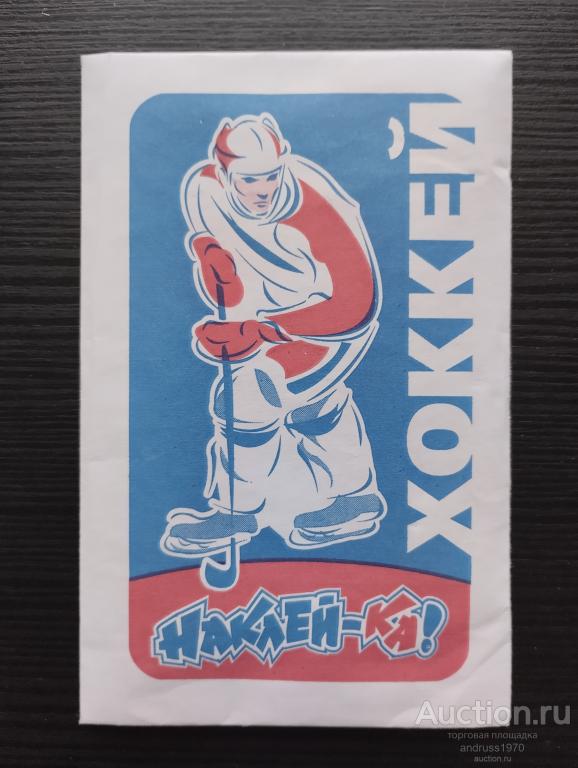 ХОККЕЙ
НАКЛЕЙ-КА!
Auction.ru
торговая площадка
andruss1970
auction.ru